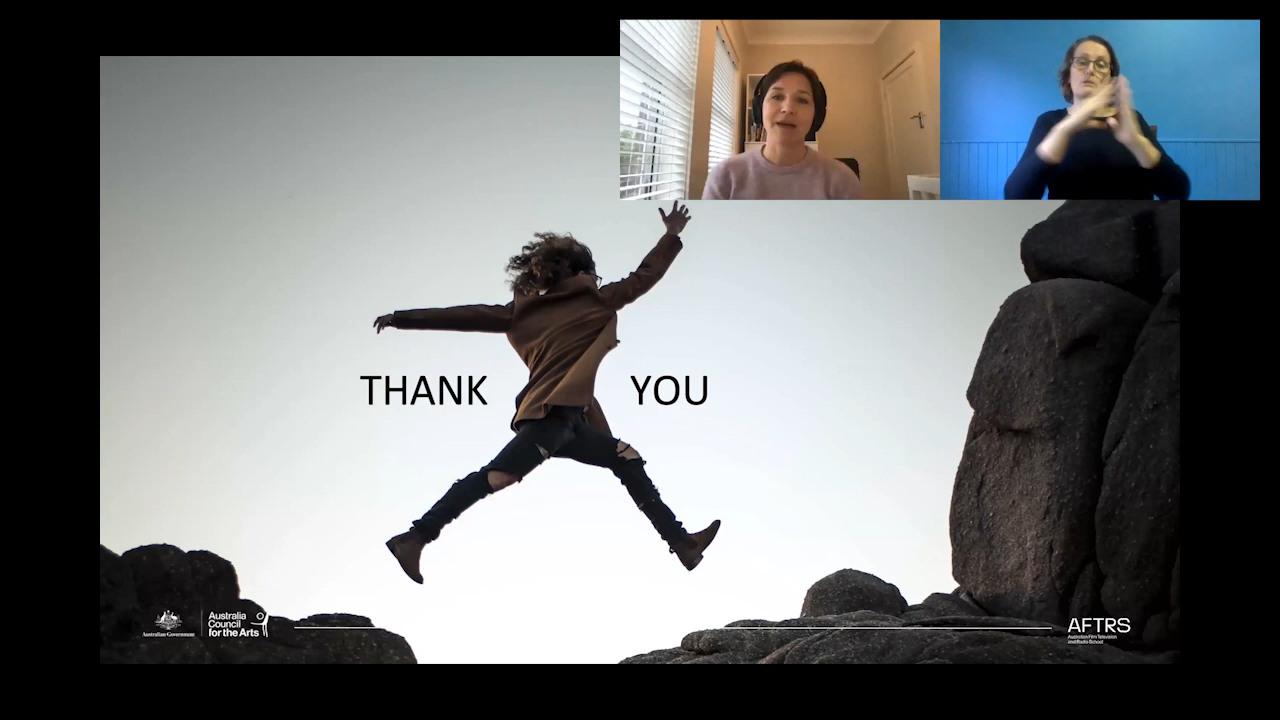 THANK YOU
Australian Government
Australia
Council
for the Arts
AFTRS
Australian Film Television
and Radio School